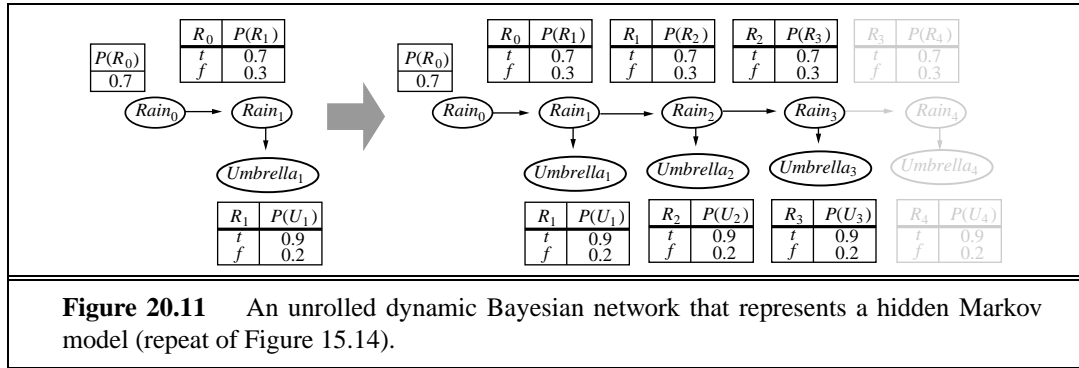 R0 P(R1) R0 P(R1) R1 P(R2) R2 P(R3) R3 P(R4)
P(R0) t 0.7 P(R0) t 0.7 t 0.7 t 0.7 t 0.7
0.7 f 0.3 0.7 f 0.3 f 0.3 f 0.3 f 0.3
Rain0 Rain1 Rain0 Rain1 Rain2 Rain3 Rain4
Umbrella1 Umbrella1 Umbrella2 Umbrella3 Umbrella4
R1 P(U1) R1 P(U1) R2 P(U2) R3 P(U3) R4 P(U4)
t 0.9 t 0.9 t 0.9 t 0.9 t 0.9
f 0.2 f 0.2 f 0.2 f 0.2 f 0.2
Figure 20.11 An unrolled dynamic Bayesian network that represents a hidden Markov
model (repeat of Figure 15.14).